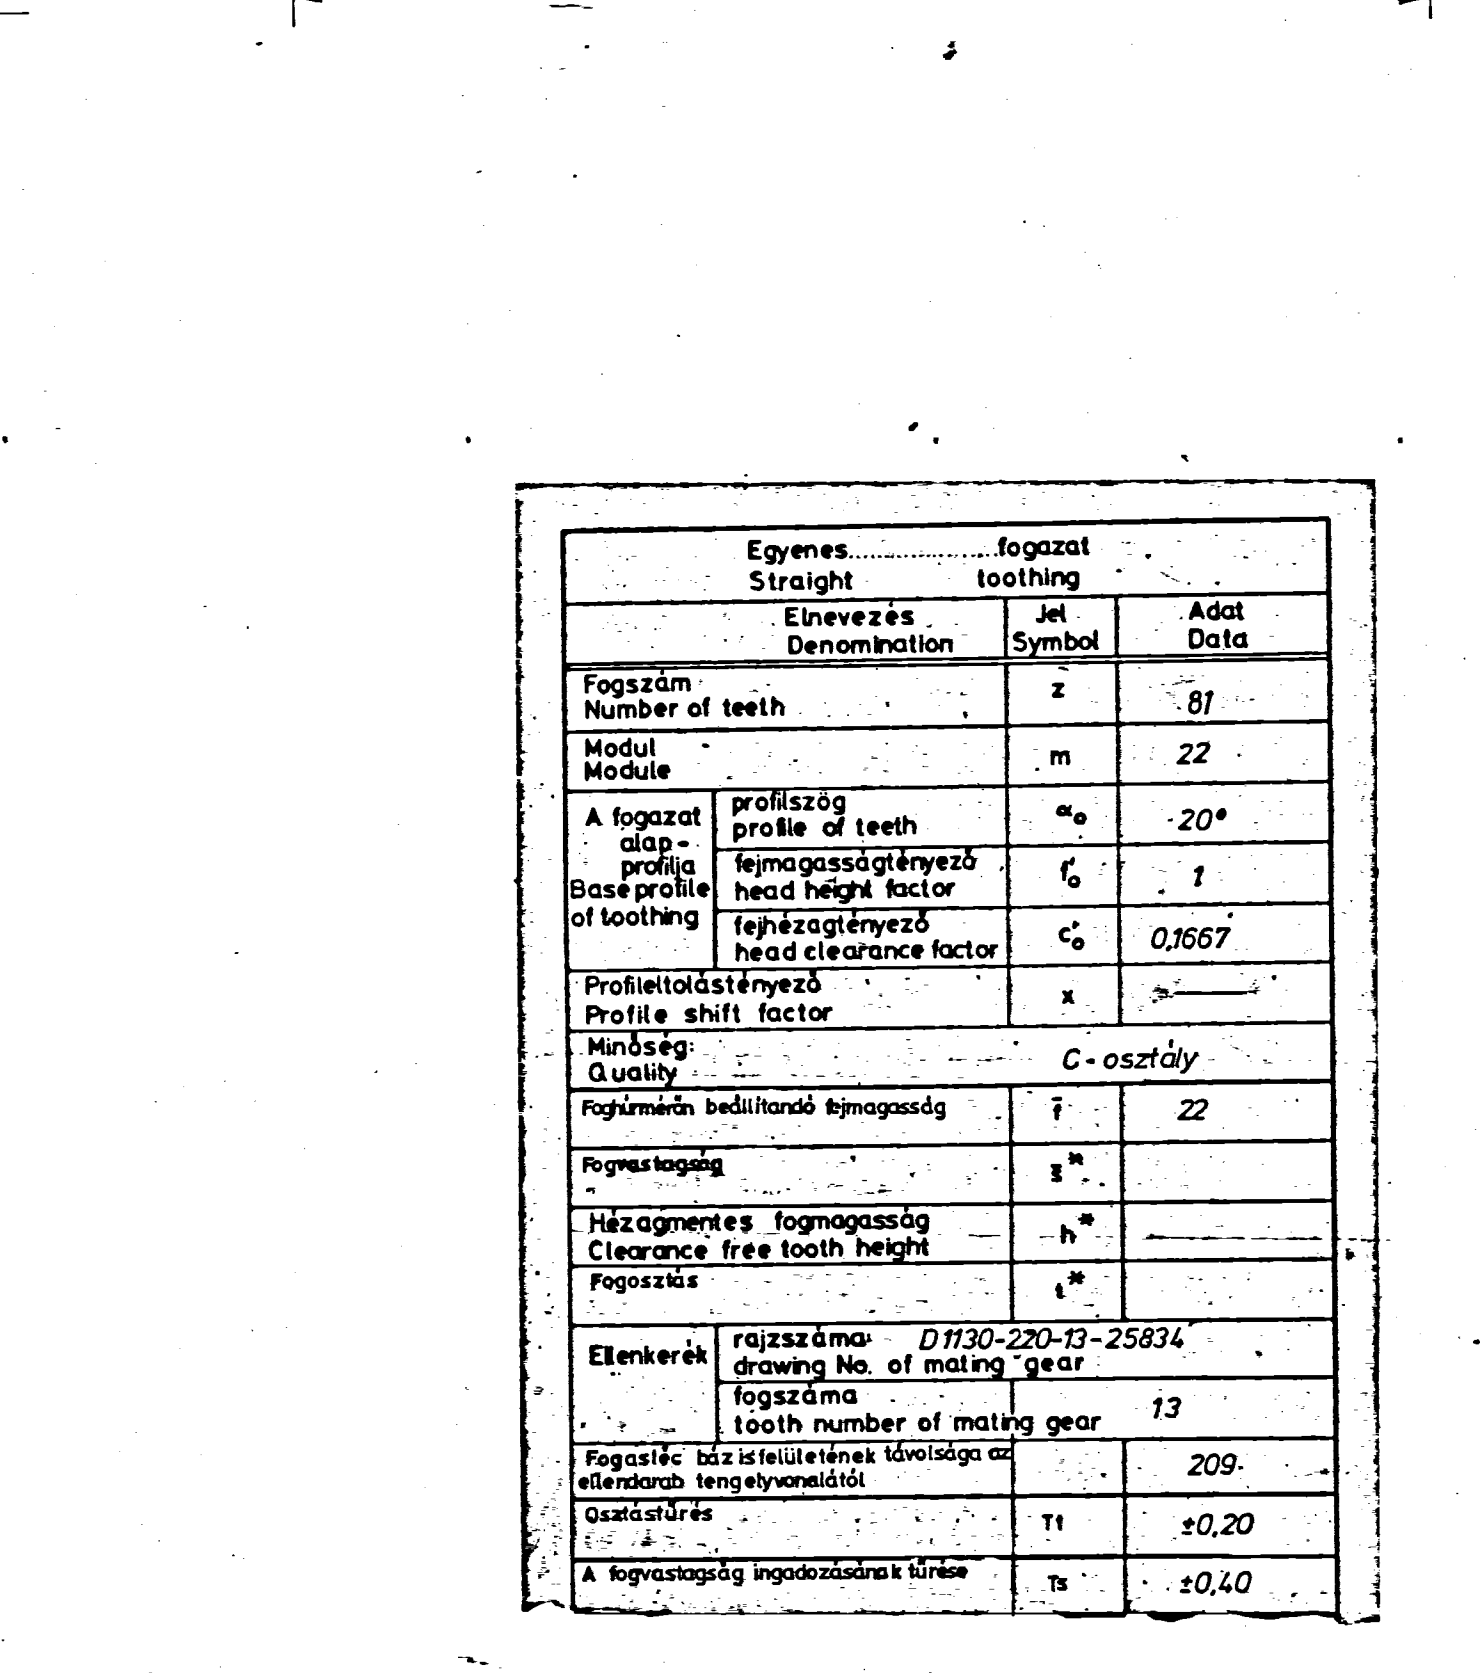 Egyenes....................fogazat
Straight toothing
Elnevezés Jel Adat
Denomination Symbol Data
Fogszám
Number of teeth z 81
Modul
Module m 22
A fogazat alap-profilja
Base profile of toothing
profilszög
profile of teeth αo 20°
fejmagasságtényező
head height factor f'o 1
fejhézagtényező
head clearance factor c'o 0,1667
Profileltolástényező
Profile shift factor x —
Minőség: C-osztály
Quality
Foghúrmérőn beállítandó fejmagasság f̄ 22
Fogvastagság s̄*
Hézagmentes fogmagasság
Clearance free tooth height h* —
Fogosztás t*
Ellenkerék
rajzszáma: D1130-220-13-25834
drawing No. of mating gear
fogszáma
tooth number of mating gear 13
Fogasléc bázisfelületének távolsága az 209
ellendarab tengelyvonalától
Osztástűrés Tt ±0,20
A fogvastagság ingadozásának tűrése Ts ±0,40